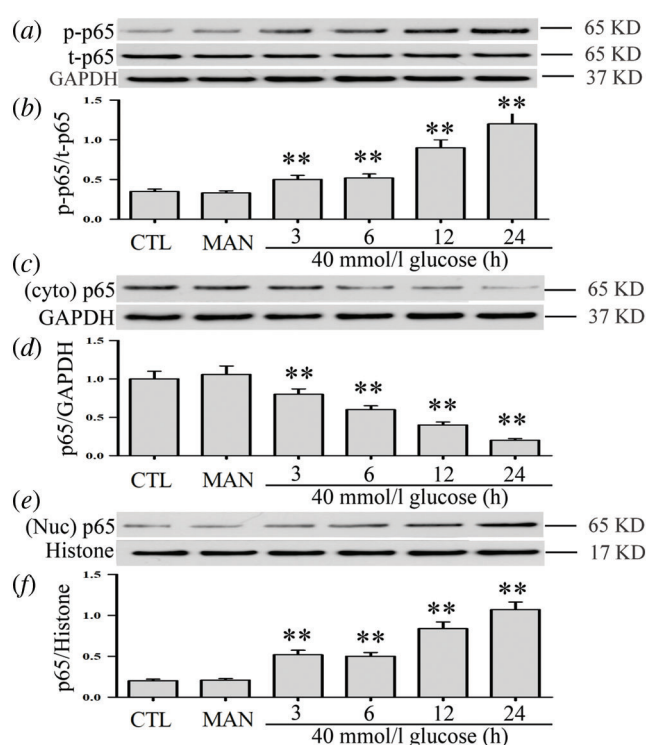 (a)
p-p65 65 KD
t-p65 65 KD
GAPDH 37 KD
(b)
p-p65/t-p65
1.5
1.0
0.5
0.0
** ** ** **
CTL MAN 3 6 12 24
40 mmol/l glucose (h)
(c)
(cyto) p65 65 KD
GAPDH 37 KD
(d)
p65/GAPDH
1.5
1.0
0.5
0.0
** ** ** **
CTL MAN 3 6 12 24
40 mmol/l glucose (h)
(e)
(Nuc) p65 65 KD
Histone 17 KD
(f)
p65/Histone
1.5
1.0
0.5
0.0
** ** ** **
CTL MAN 3 6 12 24
40 mmol/l glucose (h)